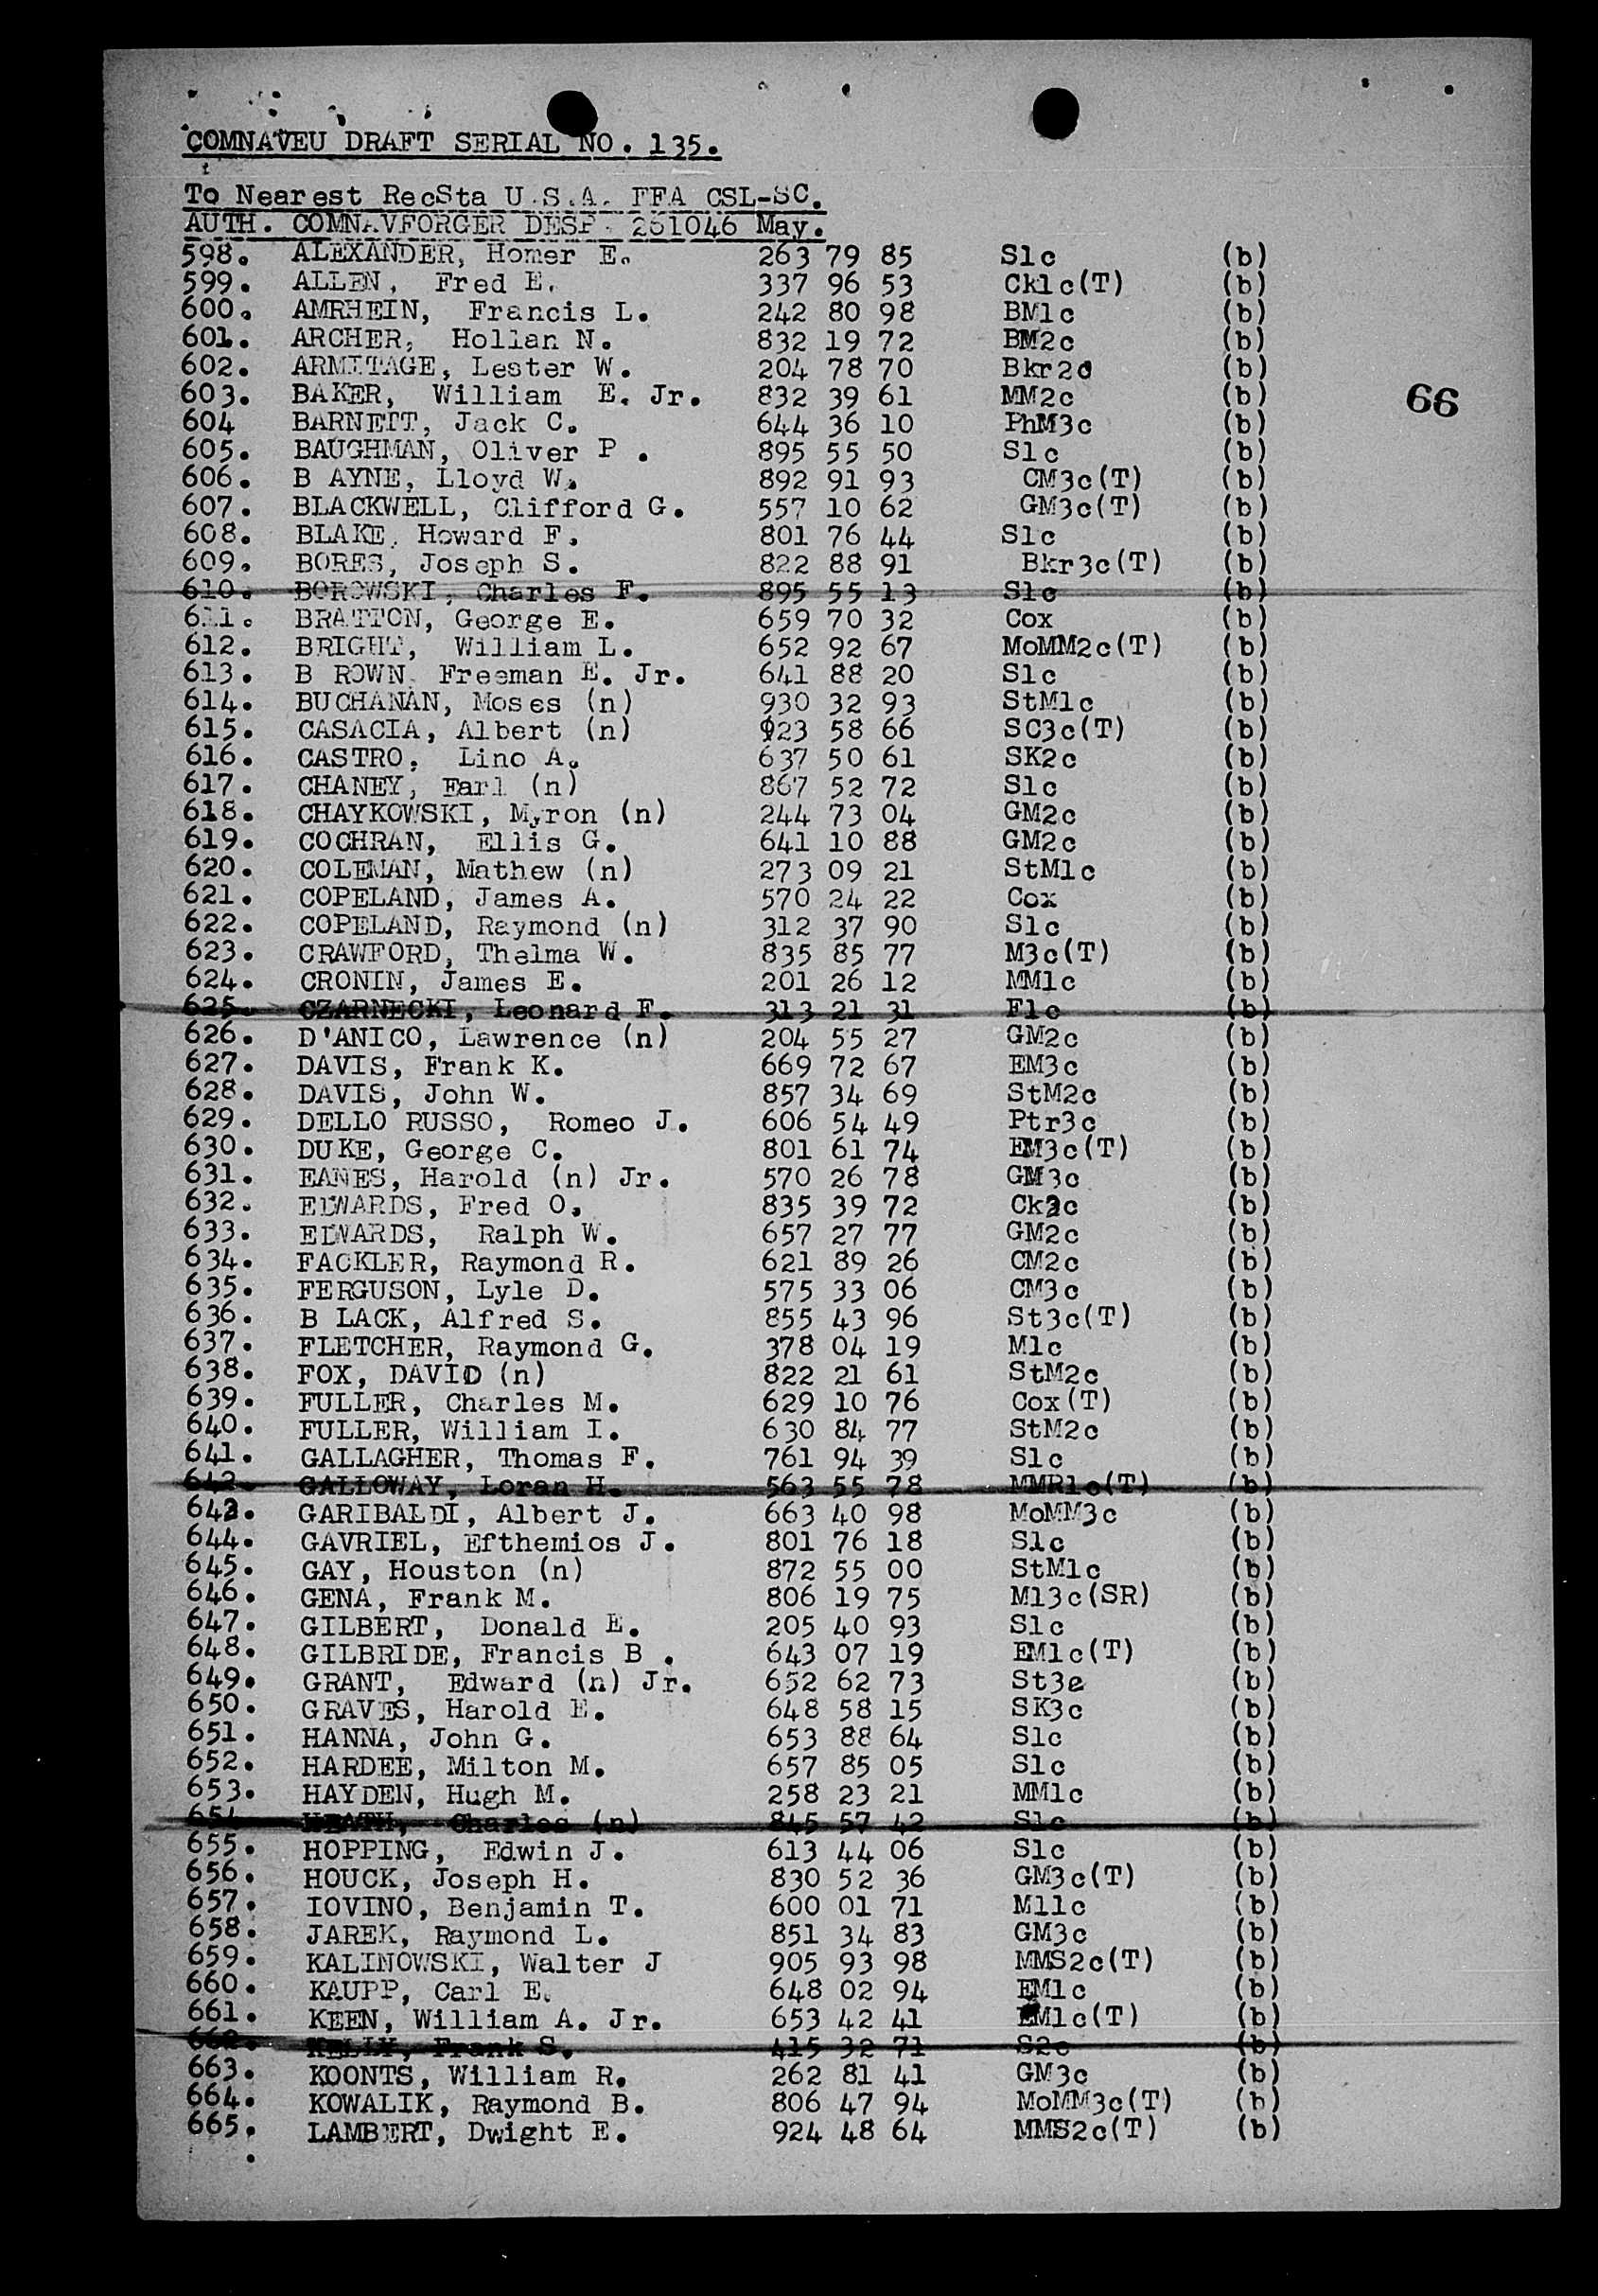 COMNAVEU DRAFT SERIAL NO. 135.
To Nearest RecSta U.S.A. FFA CSL-SC.
AUTH. COMNAVFORGER DESP. 261046 May.
598. ALEXANDER, Homer E. 263 79 85 S1c (b)
599. ALLEN, Fred E. 337 96 53 Ck1c(T) (b)
600. AMRHEIN, Francis L. 242 80 98 BM1c (b)
601. ARCHER, Hollan N. 832 19 72 BM2c (b)
602. ARMITAGE, Lester W. 204 78 70 Bkr2c (b)
603. BAKER, William E. Jr. 832 39 61 MM2c (b)
66
604 BARNETT, Jack C. 644 36 10 PhM3c (b)
605. BAUGHMAN, Oliver P . 895 55 50 S1c (b)
606. B AYNE, Lloyd W. 892 91 93 CM3c(T) (b)
607. BLACKWELL, Clifford G. 557 10 62 GM3c(T) (b)
608. BLAKE, Howard F. 801 76 44 S1c (b)
609. BORES, Joseph S. 822 88 91 Bkr3c(T) (b)
610. BOROWSKI, Charles F. 895 55 13 S1c (b)
611. BRATTON, George E. 659 70 32 Cox (b)
612. BRIGHT, William L. 652 92 67 MoMM2c(T) (b)
613. B ROWN, Freeman E. Jr. 641 88 20 S1c (b)
614. BUCHANAN, Moses (n) 930 32 93 StM1c (b)
615. CASACIA, Albert (n) 923 58 66 SC3c(T) (b)
616. CASTRO, Lino A. 637 50 61 SK2c (b)
617. CHANEY, Earl (n) 867 52 72 S1c (b)
618. CHAYKOWSKI, Myron (n) 244 73 04 GM2c (b)
619. COCHRAN, Ellis G. 641 10 88 GM2c (b)
620. COLEMAN, Mathew (n) 273 09 21 StM1c (b)
621. COPELAND, James A. 570 24 22 Cox (b)
622. COPELAND, Raymond (n) 312 37 90 S1c (b)
623. CRAWFORD, Thelma W. 835 85 77 M3c(T) (b)
624. CRONIN, James E. 201 26 12 MM1c (b)
625. CZARNECKI, Leonard F. 313 21 31 F1c (b)
626. D'ANICO, Lawrence (n) 204 55 27 GM2c (b)
627. DAVIS, Frank K. 669 72 67 EM3c (b)
628. DAVIS, John W. 857 34 69 StM2c (b)
629. DELLO RUSSO, Romeo J. 606 54 49 Ptr3c (b)
630. DUKE, George C. 801 61 74 EM3c(T) (b)
631. EANES, Harold (n) Jr. 570 26 78 GM3c (b)
632. EDWARDS, Fred O. 835 39 72 (b)
633. EDWARDS, Ralph W. 657 27 77 GM2c (b)
634. FACKLER, Raymond R. 621 89 26 CM2c (b)
635. FERGUSON, Lyle D. 575 33 06 CM3c (b)
636. B LACK, Alfred S. 855 43 96 St3c(T) (b)
637. FLETCHER, Raymond G. 378 04 19 M1c (b)
638. FOX, DAVID (n) 822 21 61 StM2c (b)
639. FULLER, Charles M. 629 10 76 Cox(T) (b)
640. FULLER, William I. 630 84 77 StM2c (b)
641. GALLAGHER, Thomas F. 761 94 39 S1c (b)
642. GALLOWAY, Loran H. 563 55 78 MMR1c(T) (b)
643. GARIBALDI, Albert J. 663 40 98 MoMM3c (b)
644. GAVRIEL, Efthemios J. 801 76 18 S1c (b)
645. GAY, Houston (n) 872 55 00 StM1c (b)
646. GENA, Frank M. 806 19 75 Ml3c(SR) (b)
647. GILBERT, Donald E. 205 40 93 S1c (b)
648. GILBRIDE, Francis B . 643 07 19 EM1c(T) (b)
649. GRANT, Edward (n) Jr. 652 62 73 St3c (b)
650. GRAVES, Harold E. 648 58 15 SK3c (b)
651. HANNA, John G. 653 88 64 S1c (b)
652. HARDEE, Milton M. 657 85 05 S1c (b)
653. HAYDEN, Hugh M. 258 23 21 MM1c (b)
654. HEATH, Charles (n) 845 57 42 S1c (b)
655. HOPPING, Edwin J. 613 44 06 S1c (b)
656. HOUCK, Joseph H. 830 52 36 GM3c(T) (b)
657. IOVINO, Benjamin T. 600 01 71 Ml1c (b)
658. JAREK, Raymond L. 851 34 83 GM3c (b)
659. KALINOWSKI, Walter J 905 93 98 MMS2c(T) (b)
660. KAUPP, Carl E. 648 02 94 EM1c (b)
661. KEEN, William A. Jr. 653 42 41 EM1c(T) (b)
662. KELLY, Frank S. 415 32 71 S2c (b)
663. KOONTS, William R. 262 81 41 GM3c (b)
664. KOWALIK, Raymond B. 806 47 94 MoMM3c(T) (b)
665. LAMBERT, Dwight E. 924 48 64 MMS2c(T) (b)